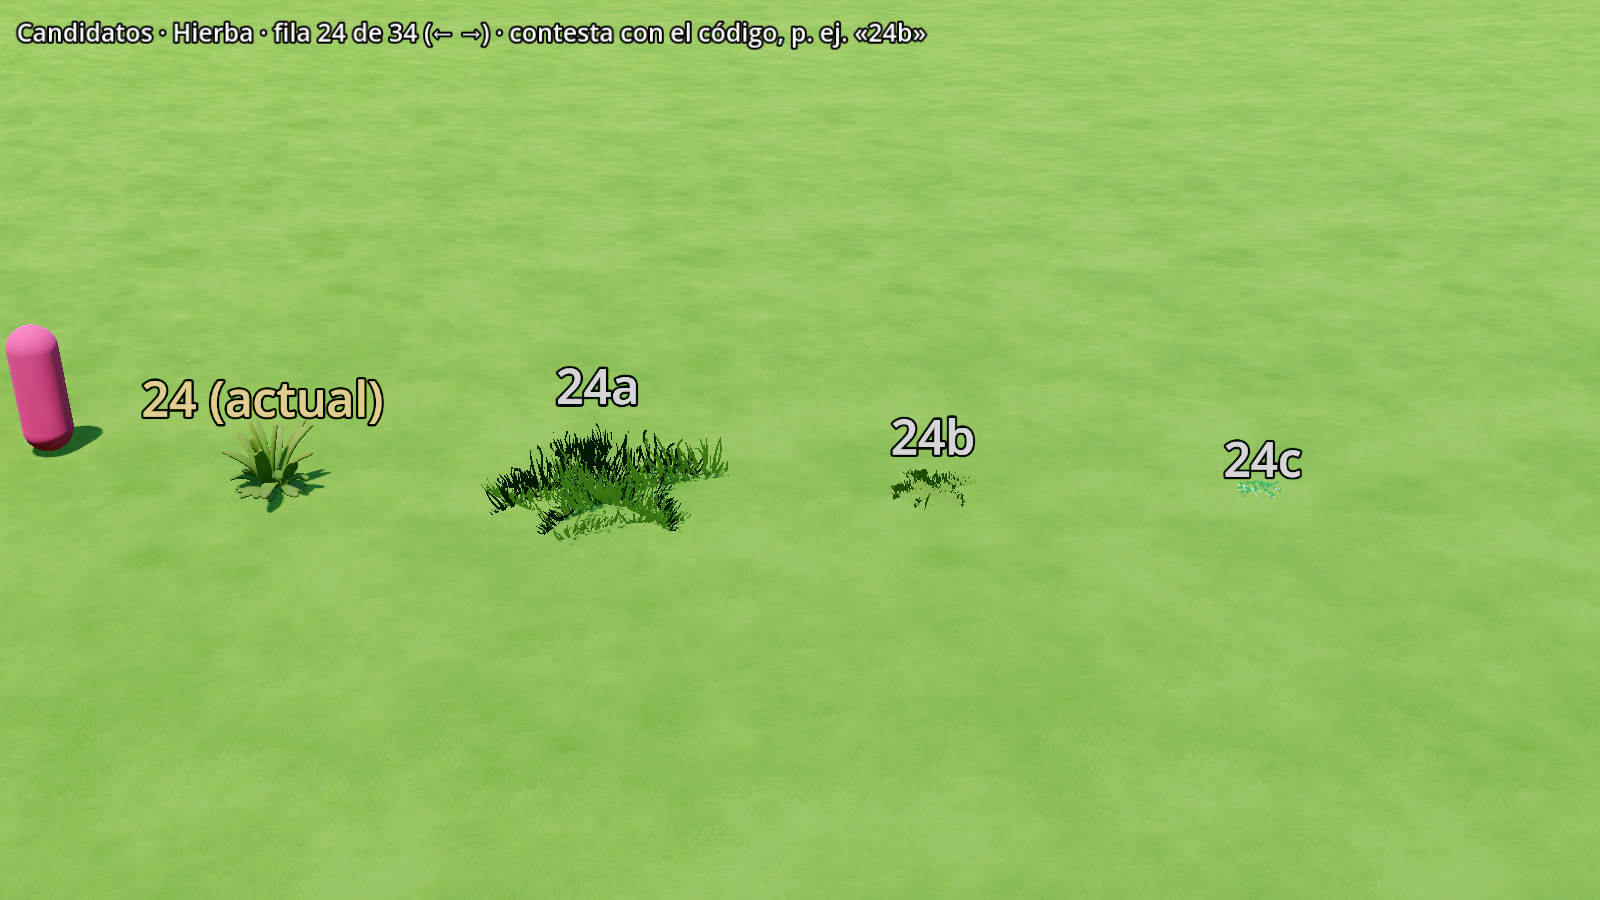 Candidatos · Hierba · fila 24 de 34 (← →) · contesta con el código, p. ej. «24b»
24 (actual)
24a
24b
24c